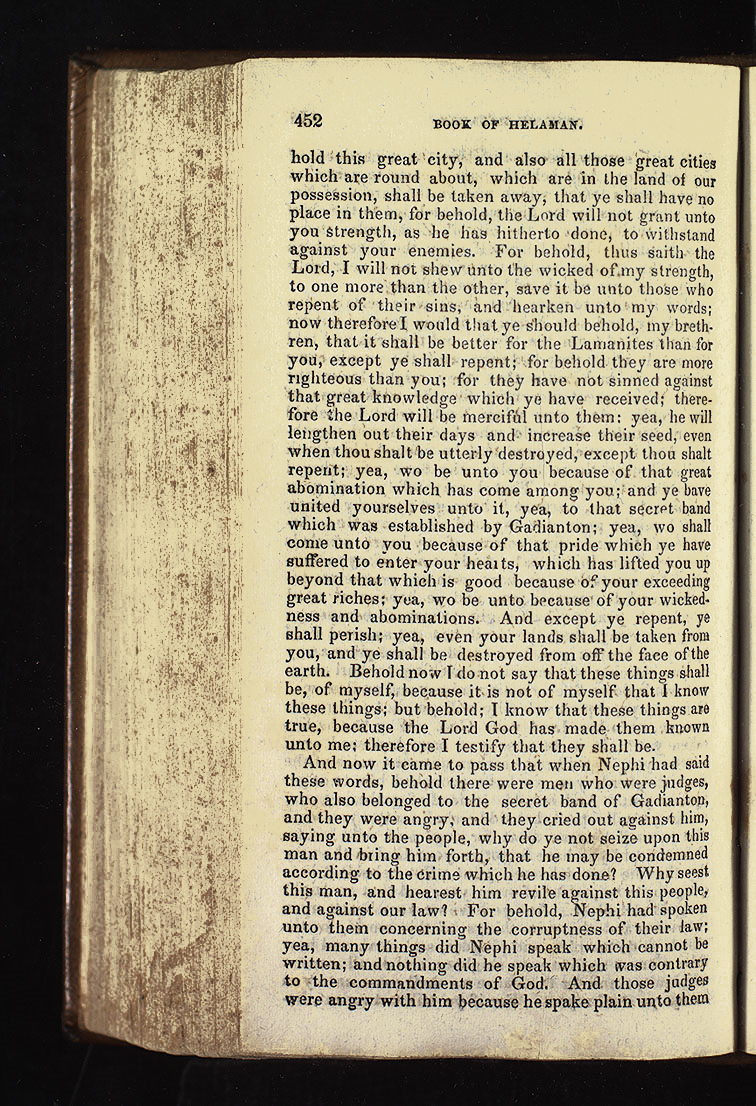 452 BOOK OF HELAMAN.
hold this great city, and also all those great cities
which are round about, which are in the land of our
possession, shall be taken away, that ye shall have no
place in them, for behold, the Lord will not grant unto
you strength, as he has hitherto done, to withstand
against your enemies. For behold, thus saith the
Lord, I will not shew unto the wicked of my strength,
to one more than the other, save it be unto those who
repent of their sins, and hearken unto my words;
now therefore I would that ye should behold, my breth-
ren, that it shall be better for the Lamanites than for
you, except ye shall repent; for behold they are more
righteous than you; for they have not sinned against
that great knowledge which ye have received; there-
fore the Lord will be merciful unto them: yea, he will
lengthen out their days and increase their seed, even
when thou shalt be utterly destroyed, except thou shalt
repent; yea, wo be unto you because of that great
abomination which has come among you; and ye have
united yourselves unto it, yea, to that secret band
which was established by Gadianton; yea, wo shall
come unto you because of that pride which ye have
suffered to enter your hearts, which has lifted you up
beyond that which is good because of your exceeding
great riches; yea, wo be unto because of your wicked-
ness and abominations. And except ye repent, ye
shall perish; yea, even your lands shall be taken from
you, and ye shall be destroyed from off the face of the
earth. Behold now I do not say that these things shall
be, of myself, because it is not of myself that I know
these things; but behold; I know that these things are
true, because the Lord God has made them known
unto me; therefore I testify that they shall be.
And now it came to pass that when Nephi had said
these words, behold there were men who were judges,
who also belonged to the secret band of Gadianton,
and they were angry, and they cried out against him,
saying unto the people, why do ye not seize upon this
man and bring him forth, that he may be condemned
according to the crime which he has done? Why seest
this man, and hearest him revile against this people,
and against our law? For behold, Nephi had spoken
unto them concerning the corruptness of their law;
yea, many things did Nephi speak which cannot be
written; and nothing did he speak which was contrary
to the commandments of God. And those judges
were angry with him because he spake plain unto them